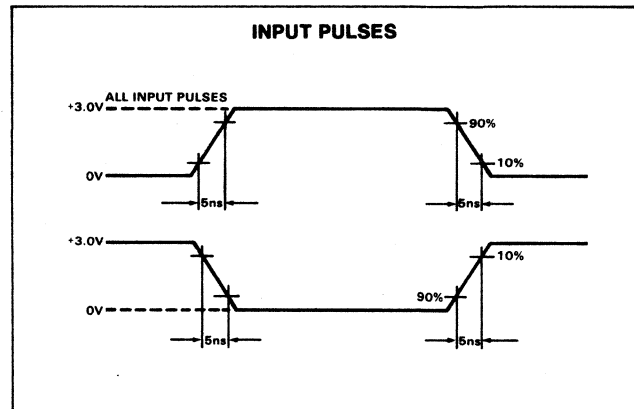 INPUT PULSES
ALL INPUT PULSES
+3.0V
90%
10%
0V
5ns
5ns
+3.0V
10%
90%
0V
5ns
5ns